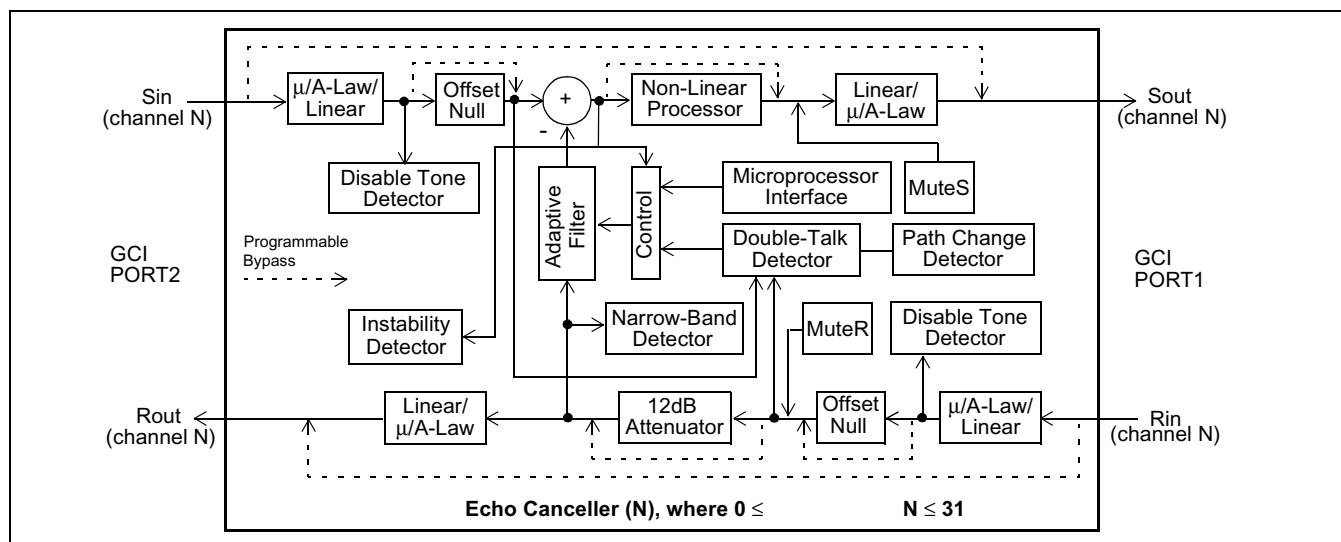 Sin
(channel N)
μ/A-Law/
Linear
Offset
Null
+
-
Non-Linear
Processor
Linear/
μ/A-Law
Sout
(channel N)
Disable Tone
Detector
Adaptive
Filter
Control
Microprocessor
Interface
MuteS
GCI
PORT2
Programmable
Bypass
Double-Talk
Detector
Path Change
Detector
GCI
PORT1
Instability
Detector
Narrow-Band
Detector
MuteR
Disable Tone
Detector
Rout
(channel N)
Linear/
μ/A-Law
12dB
Attenuator
Offset
Null
μ/A-Law/
Linear
Rin
(channel N)
Echo Canceller (N), where 0 ≤ N ≤ 31